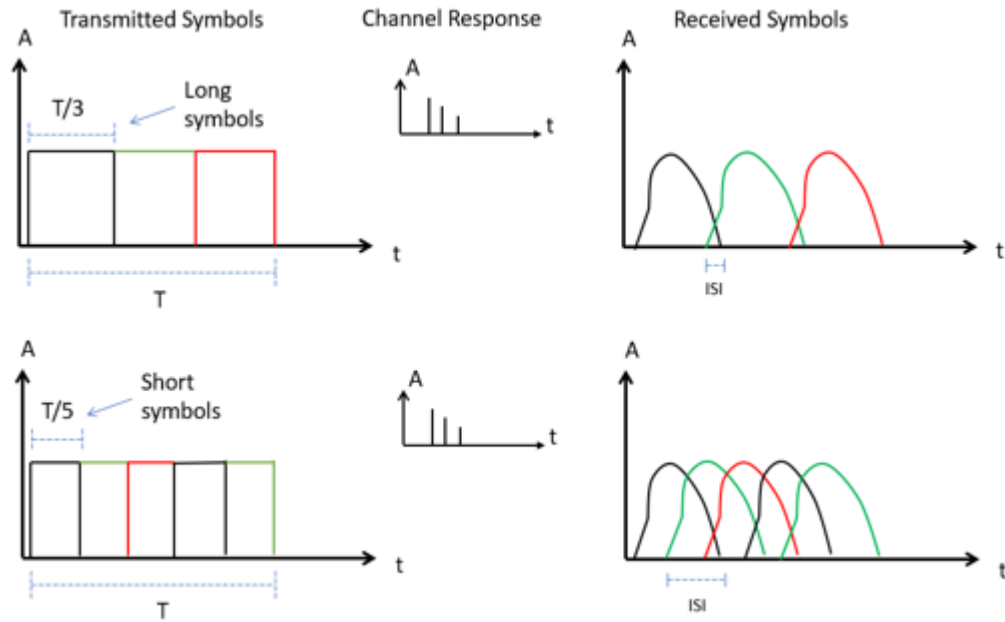 Transmitted Symbols
Channel Response
Received Symbols
A
T/3
Long
symbols
t
T
A
t
A
t
ISI
A
T/5
Short
symbols
t
T
A
t
A
t
ISI